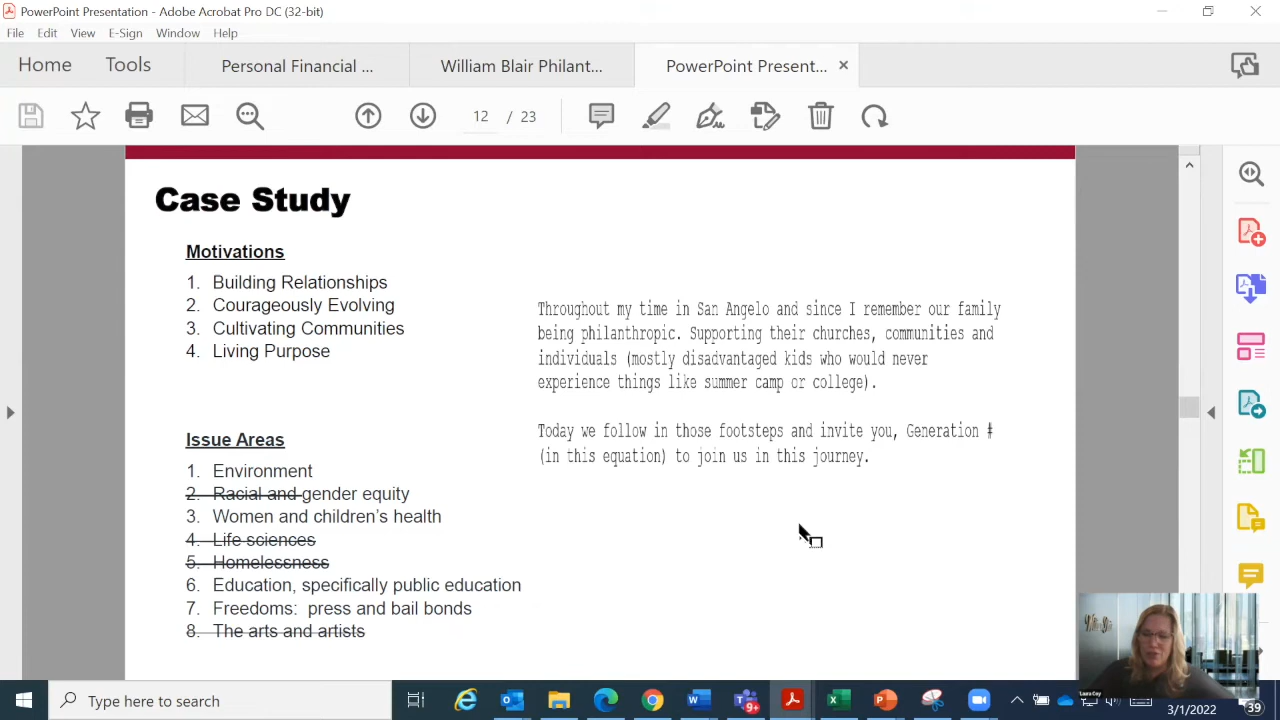 PowerPoint Presentation - Adobe Acrobat Pro DC (32-bit)
File Edit View E-Sign Window Help
Home Tools Personal Financial ... William Blair Philant... PowerPoint Present...
12 / 23
Case Study
Motivations
1. Building Relationships
2. Courageously Evolving
3. Cultivating Communities
4. Living Purpose
Throughout my time in San Angelo and since I remember our family
being philanthropic. Supporting their churches, communities and
individuals (mostly disadvantaged kids who would never
experience things like summer camp or college).
Today we follow in those footsteps and invite you, Generation #
(in this equation) to join us in this journey.
Issue Areas
1. Environment
2. Racial and gender equity
3. Women and children's health
4. Life sciences
5. Homelessness
6. Education, specifically public education
7. Freedoms: press and bail bonds
8. The arts and artists
Laura Coy
Type here to search
9+
3/1/2022
39